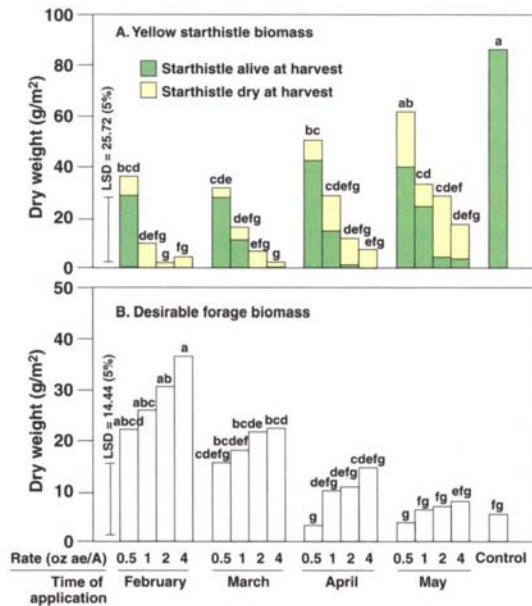 A. Yellow starthistle biomass
Starthistle alive at harvest
Starthistle dry at harvest
Dry weight (g/m²)
100
80
60
40
20
0
LSD = 25.72 (5%)
bcd
defg
g
fg
cde
defg
efg
g
bc
cdefg
defg
efg
ab
cd
cdef
defg
a
B. Desirable forage biomass
Dry weight (g/m²)
50
40
30
20
10
0
LSD = 14.44 (5%)
abcd
abc
ab
a
cdefg
bcdef
bcde
bcd
g
defg
defg
cdefg
g
fg
fg
efg
fg
Rate (oz ae/A) 0.5 1 2 4 0.5 1 2 4 0.5 1 2 4 0.5 1 2 4 Control
Time of application February March April May